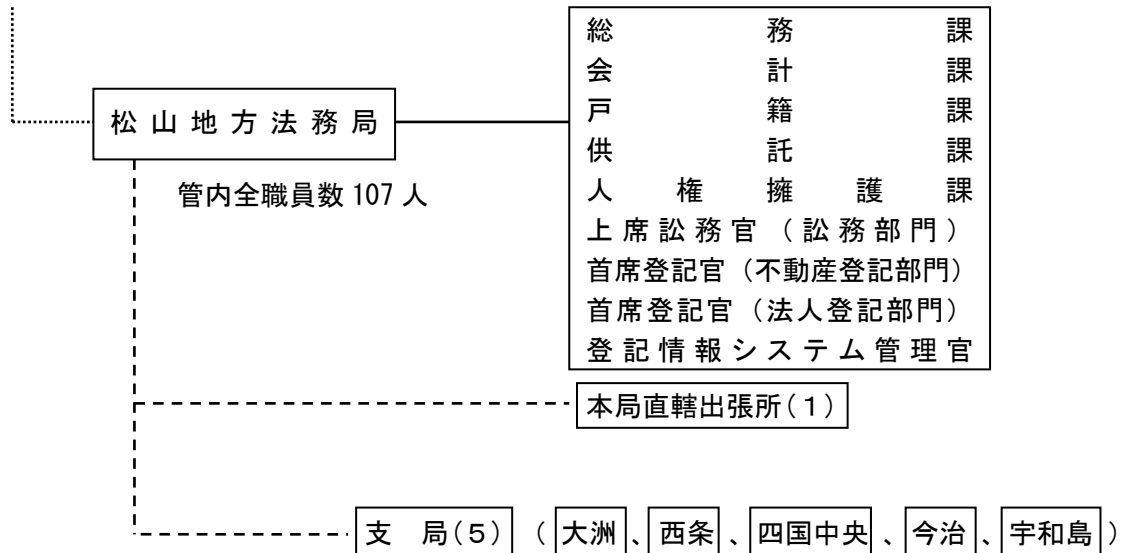 総務課
会計課
戸籍課
供託課
人権擁護課
上席訟務官（訟務部門）
首席登記官（不動産登記部門）
首席登記官（法人登記部門）
登記情報システム管理官
松山地方法務局
管内全職員数 107 人
本局直轄出張所（１）
支　局（５）（大洲、西条、四国中央、今治、宇和島）